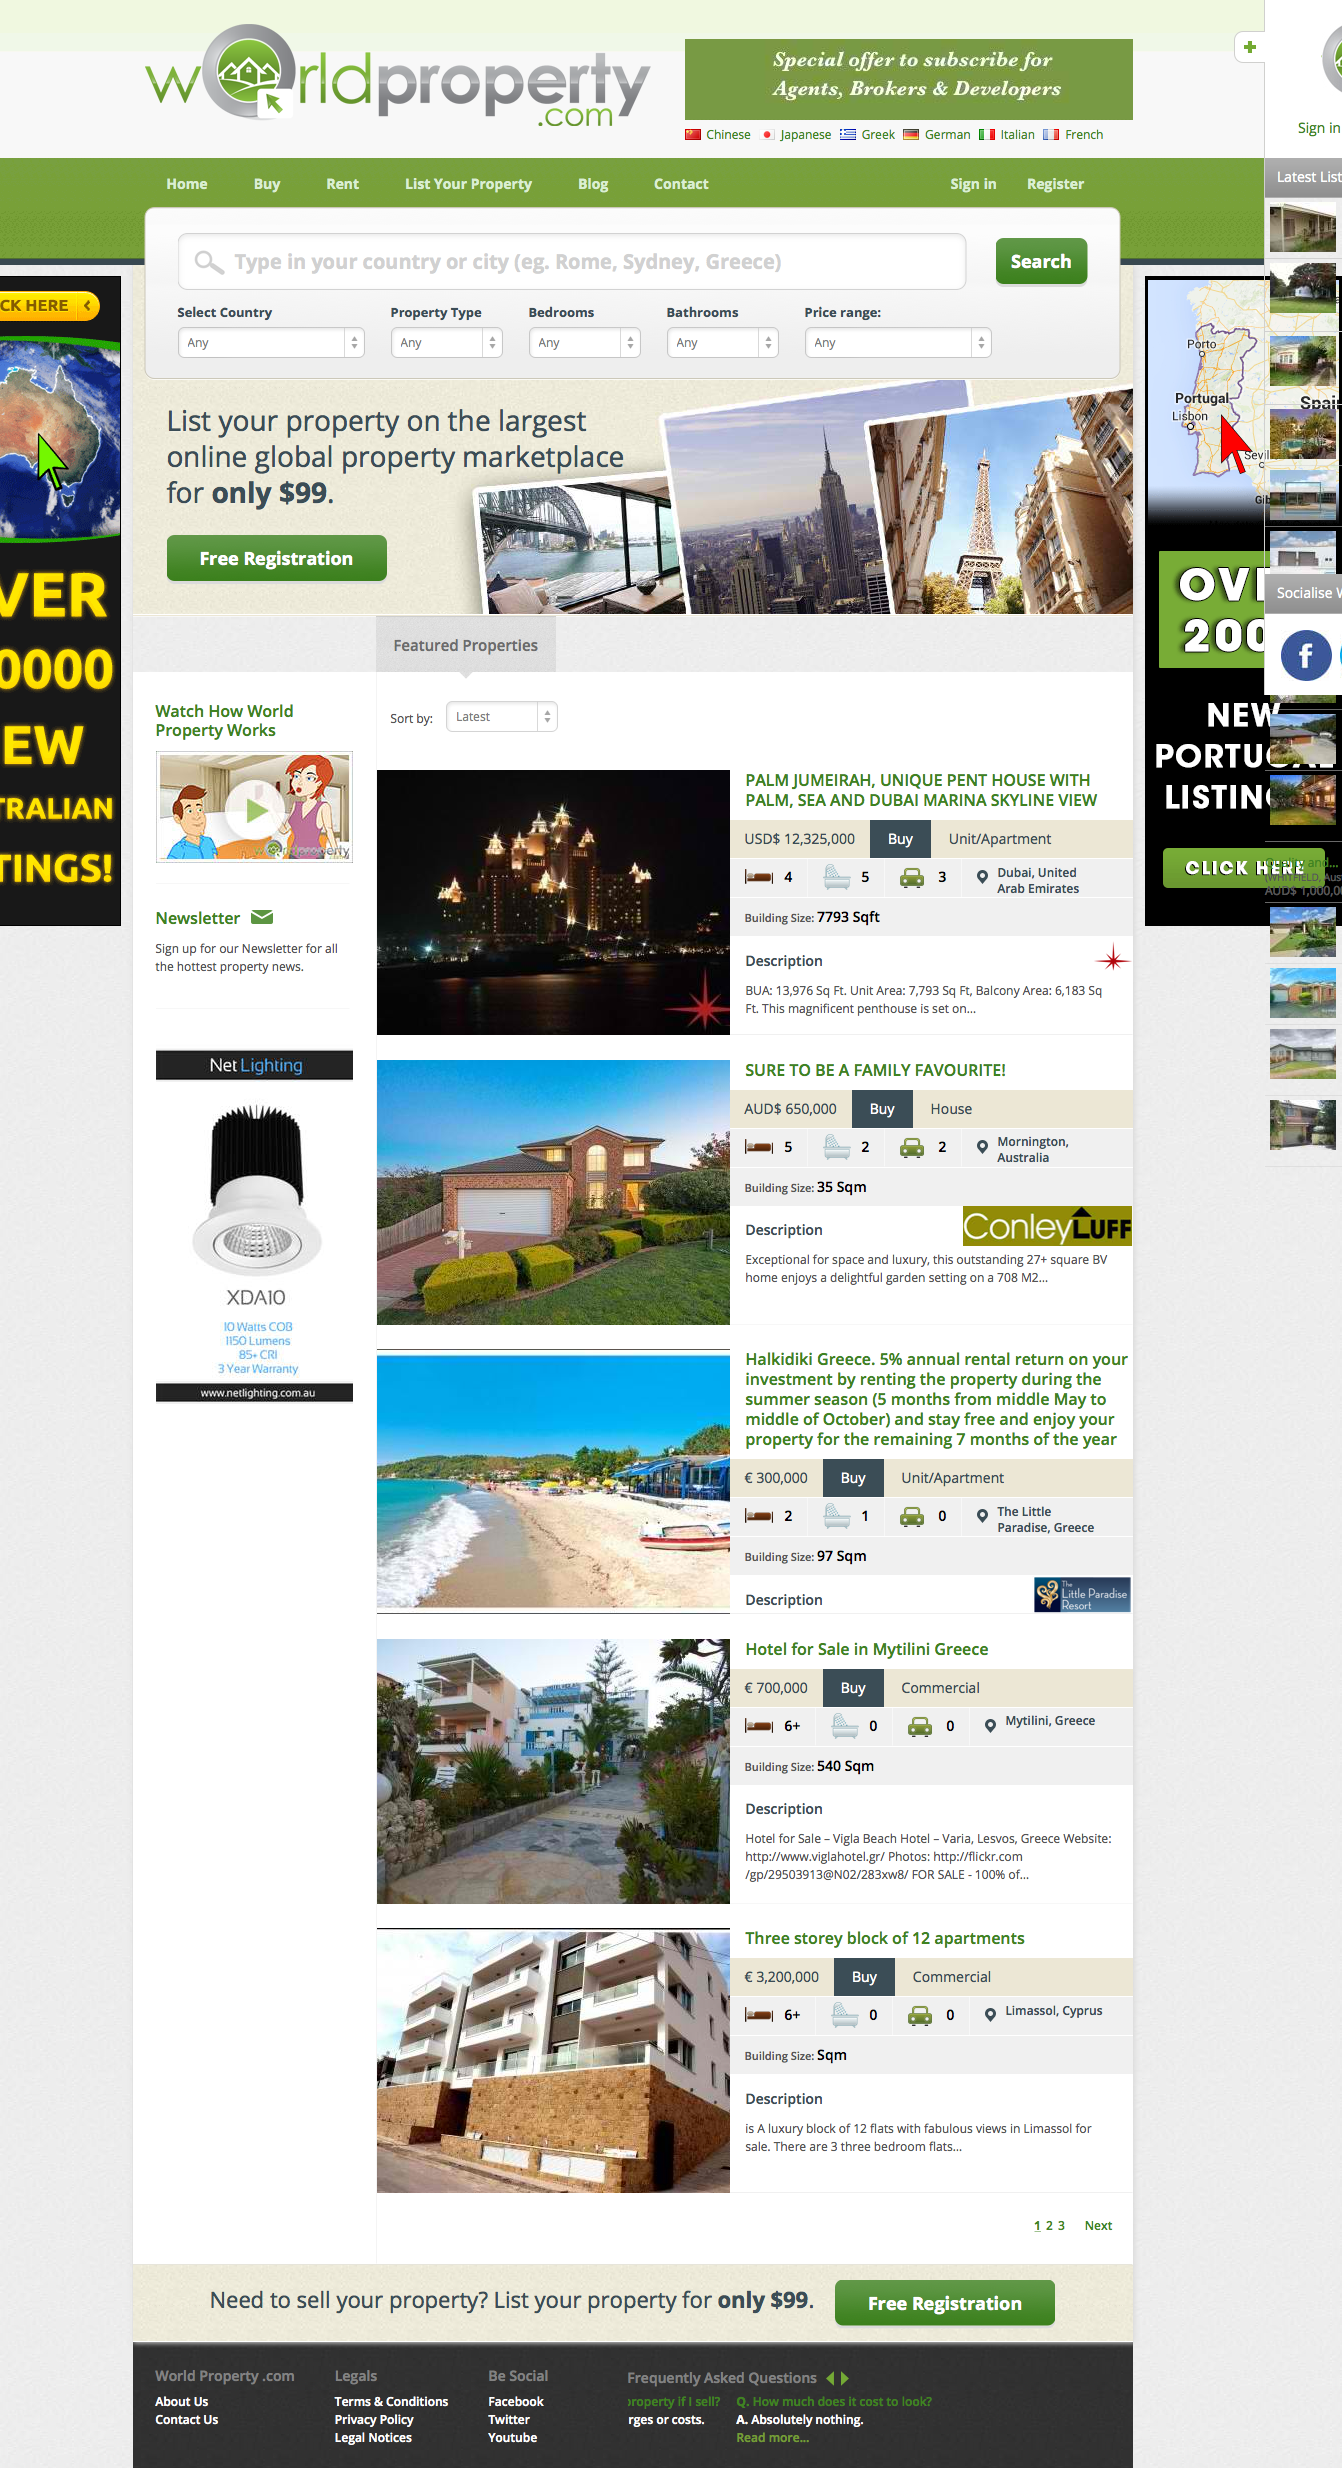 worldproperty
.com
Special offer to subscribe for
Agents, Brokers & Developers
Chinese Japanese Greek German Italian French
Sign in
Home Buy Rent List Your Property Blog Contact Sign in Register
Latest List
Type in your country or city (eg. Rome, Sydney, Greece)
Search
Select Country Property Type Bedrooms Bathrooms Price range:
Any Any Any Any Any
CK HERE
VER
0000
EW
TRALIAN
TINGS!
List your property on the largest
online global property marketplace
for only $99.
Free Registration
Porto
Portugal
Lisbon
Spai
Sevil
Gib
OV
200
NEW
PORTUGAL
LISTING
CLICK HERE
Socialise W
f
Quality and...
AUD$ 1,000,0
Featured Properties
Watch How World
Property Works
worldproperty
Newsletter
Sign up for our Newsletter for all
the hottest property news.
Net Lighting
XDA10
10 Watts COB
1150 Lumens
85+ CRI
3 Year Warranty
www.netlighting.com.au
Sort by: Latest
PALM JUMEIRAH, UNIQUE PENT HOUSE WITH
PALM, SEA AND DUBAI MARINA SKYLINE VIEW
USD$ 12,325,000 Buy Unit/Apartment
4 5 3 Dubai, United
Arab Emirates
Building Size: 7793 Sqft
Description
BUA: 13,976 Sq Ft. Unit Area: 7,793 Sq Ft, Balcony Area: 6,183 Sq
Ft. This magnificent penthouse is set on...
SURE TO BE A FAMILY FAVOURITE!
AUD$ 650,000 Buy House
5 2 2 Mornington,
Australia
Building Size: 35 Sqm
Description
ConleyLUFF
Exceptional for space and luxury, this outstanding 27+ square BV
home enjoys a delightful garden setting on a 708 M2...
Halkidiki Greece. 5% annual rental return on your
investment by renting the property during the
summer season (5 months from middle May to
middle of October) and stay free and enjoy your
property for the remaining 7 months of the year
€ 300,000 Buy Unit/Apartment
2 1 0 The Little
Paradise, Greece
Building Size: 97 Sqm
Description
The
Little Paradise
Resort
Hotel for Sale in Mytilini Greece
€ 700,000 Buy Commercial
6+ 0 0 Mytilini, Greece
Building Size: 540 Sqm
Description
Hotel for Sale – Vigla Beach Hotel – Varia, Lesvos, Greece Website:
http://www.viglahotel.gr/ Photos: http://flickr.com
/gp/29503913@N02/283xw8/ FOR SALE - 100% of...
Three storey block of 12 apartments
€ 3,200,000 Buy Commercial
6+ 0 0 Limassol, Cyprus
Building Size: Sqm
Description
is A luxury block of 12 flats with fabulous views in Limassol for
sale. There are 3 three bedroom flats...
1 2 3 Next
Need to sell your property? List your property for only $99. Free Registration
World Property .com Legals Be Social Frequently Asked Questions
About Us Terms & Conditions Facebook property if I sell? Q. How much does it cost to look?
Contact Us Privacy Policy Twitter rges or costs. A. Absolutely nothing.
Legal Notices Youtube Read more...